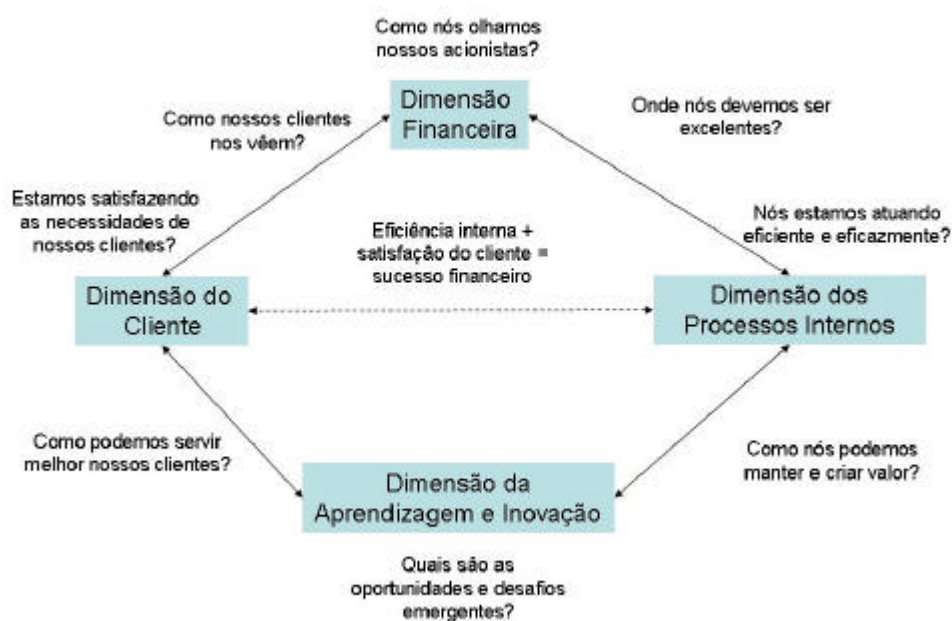 Como nós olhamos
nossos acionistas?
Dimensão
Financeira
Como nossos clientes
nos vêem?
Onde nós devemos ser
excelentes?
Estamos satisfazendo
as necessidades de
nossos clientes?
Eficiência interna +
satisfação do cliente =
sucesso financeiro
Nós estamos atuando
eficiente e eficazmente?
Dimensão do
Cliente
Dimensão dos
Processos Internos
Como podemos servir
melhor nossos clientes?
Como nós podemos
manter e criar valor?
Dimensão da
Aprendizagem e Inovação
Quais são as
oportunidades e desafios
emergentes?